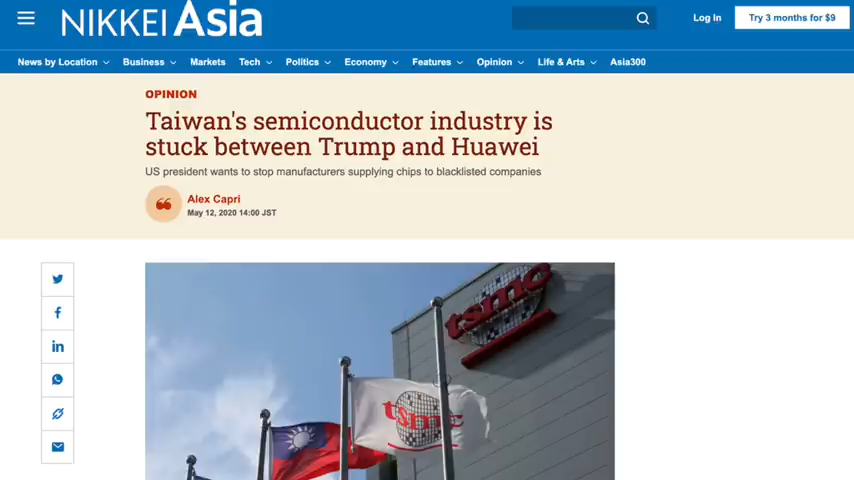 NIKKEI Asia
Log In
Try 3 months for $9
News by Location
Business
Markets
Tech
Politics
Economy
Features
Opinion
Life & Arts
Asia300
OPINION
Taiwan's semiconductor industry is
stuck between Trump and Huawei
US president wants to stop manufacturers supplying chips to blacklisted companies
Alex Capri
May 12, 2020 14:00 JST
tsmc
tsmc